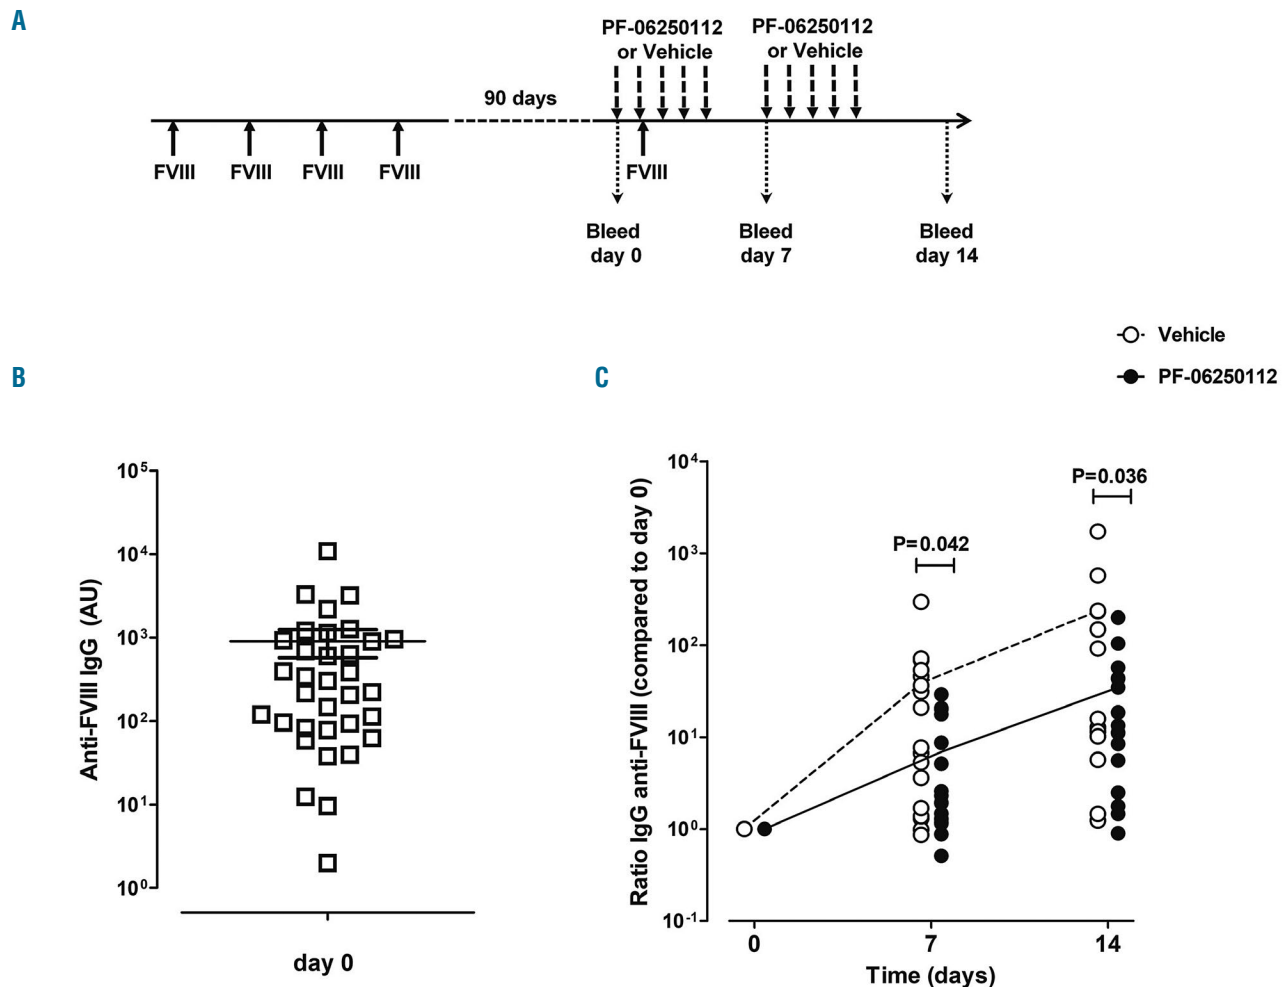 A
PF-06250112 PF-06250112
or Vehicle or Vehicle
90 days
FVIII FVIII FVIII FVIII FVIII
Bleed Bleed Bleed
day 0 day 7 day 14
Vehicle
PF-06250112
B
10⁵
10⁴
10³
10²
10¹
10⁰
Anti-FVIII IgG (AU)
day 0
C
10⁴
10³
10²
10¹
10⁰
10⁻¹
Ratio IgG anti-FVIII (compared to day 0)
P=0.042
P=0.036
0 7 14
Time (days)